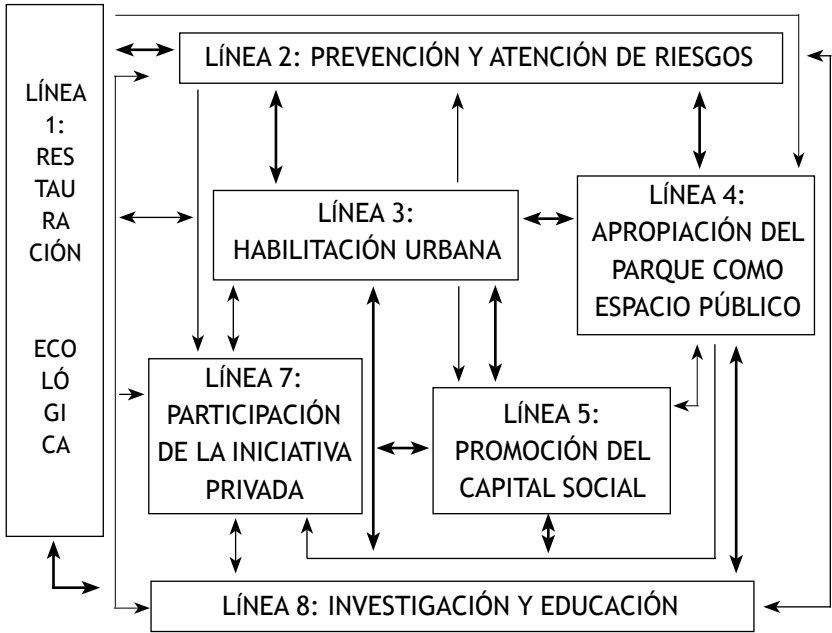 LÍNEA
1:
RES
TAU
RA
CIÓN
ECO
LÓ
GI
CA
LÍNEA 2: PREVENCIÓN Y ATENCIÓN DE RIESGOS
LÍNEA 3:
HABILITACIÓN URBANA
LÍNEA 4:
APROPIACIÓN DEL
PARQUE COMO
ESPACIO PÚBLICO
LÍNEA 7:
PARTICIPACIÓN
DE LA INICIATIVA
PRIVADA
LÍNEA 5:
PROMOCIÓN DEL
CAPITAL SOCIAL
LÍNEA 8: INVESTIGACIÓN Y EDUCACIÓN